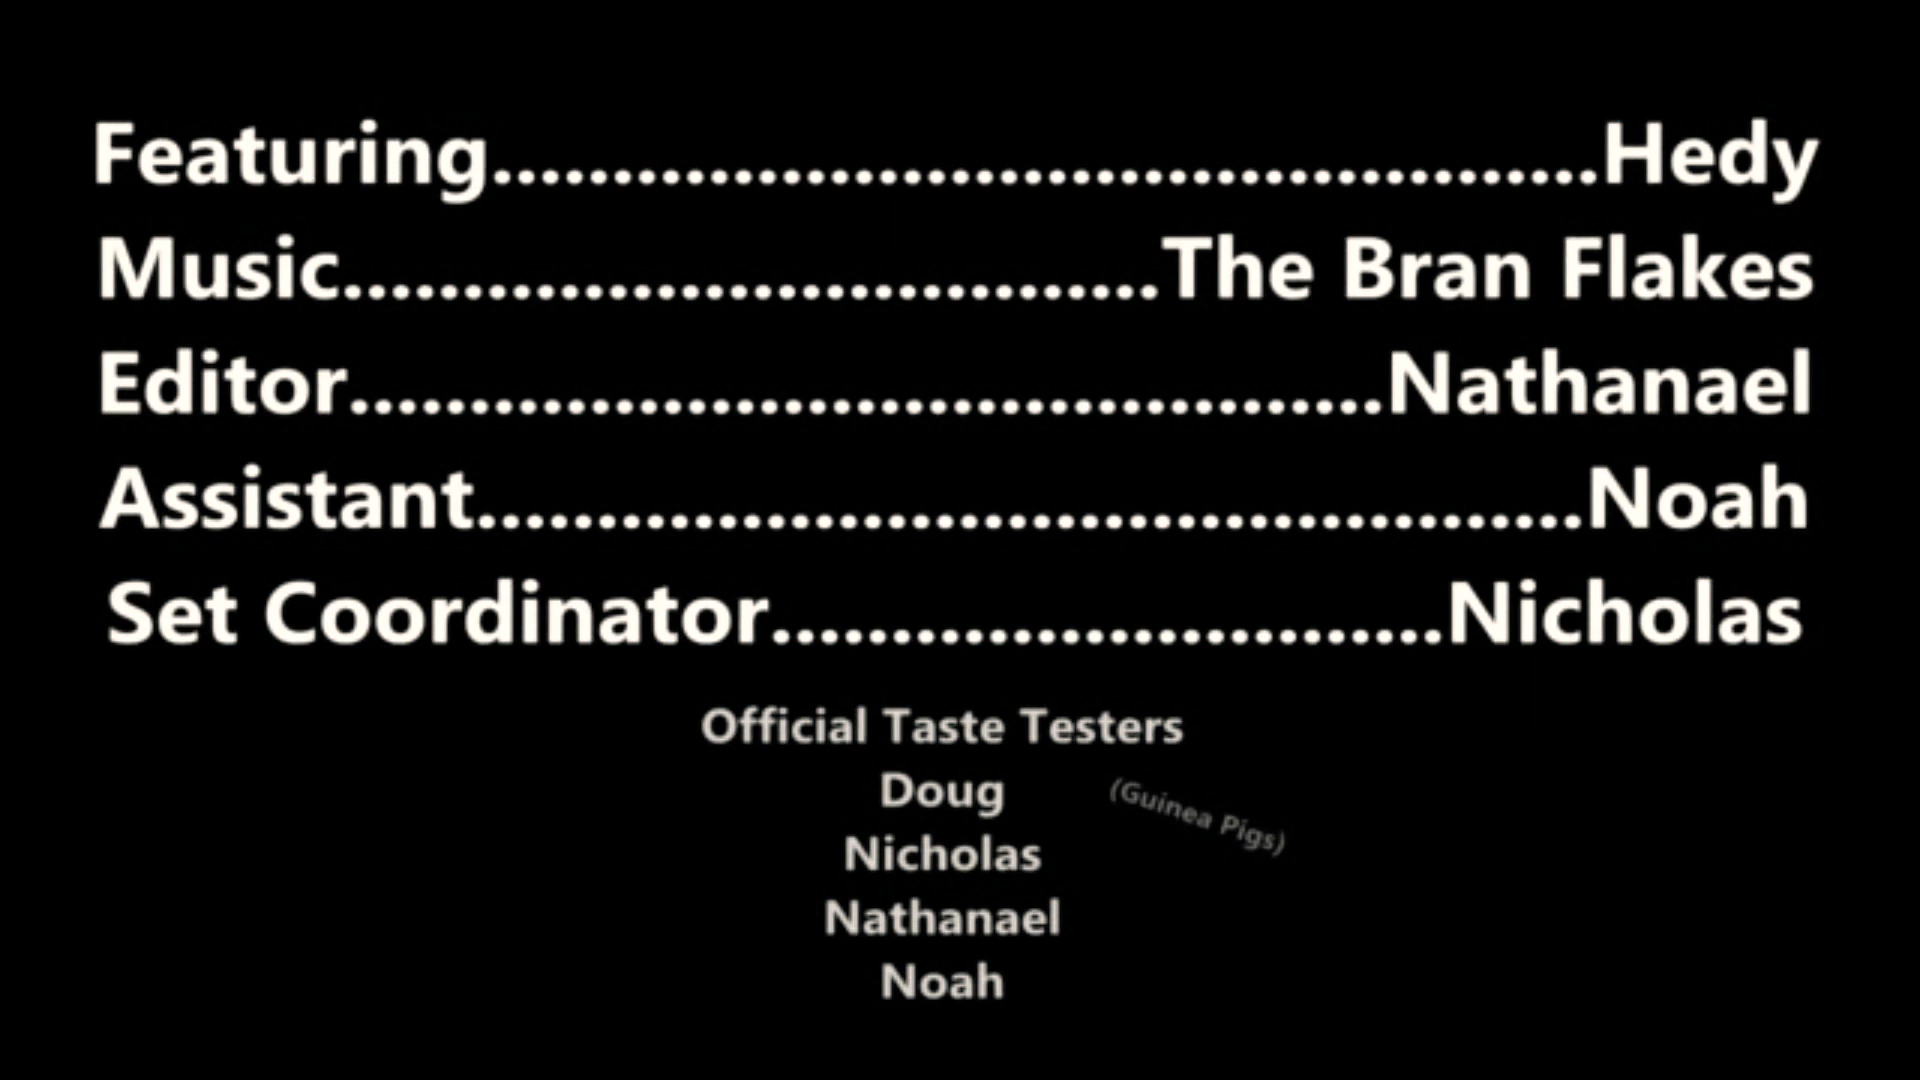 Featuring..............................................Hedy
Music..................................The Bran Flakes
Editor...........................................Nathanael
Assistant..............................................Noah
Set Coordinator............................Nicholas
Official Taste Testers
Doug
(Guinea Pigs)
Nicholas
Nathanael
Noah